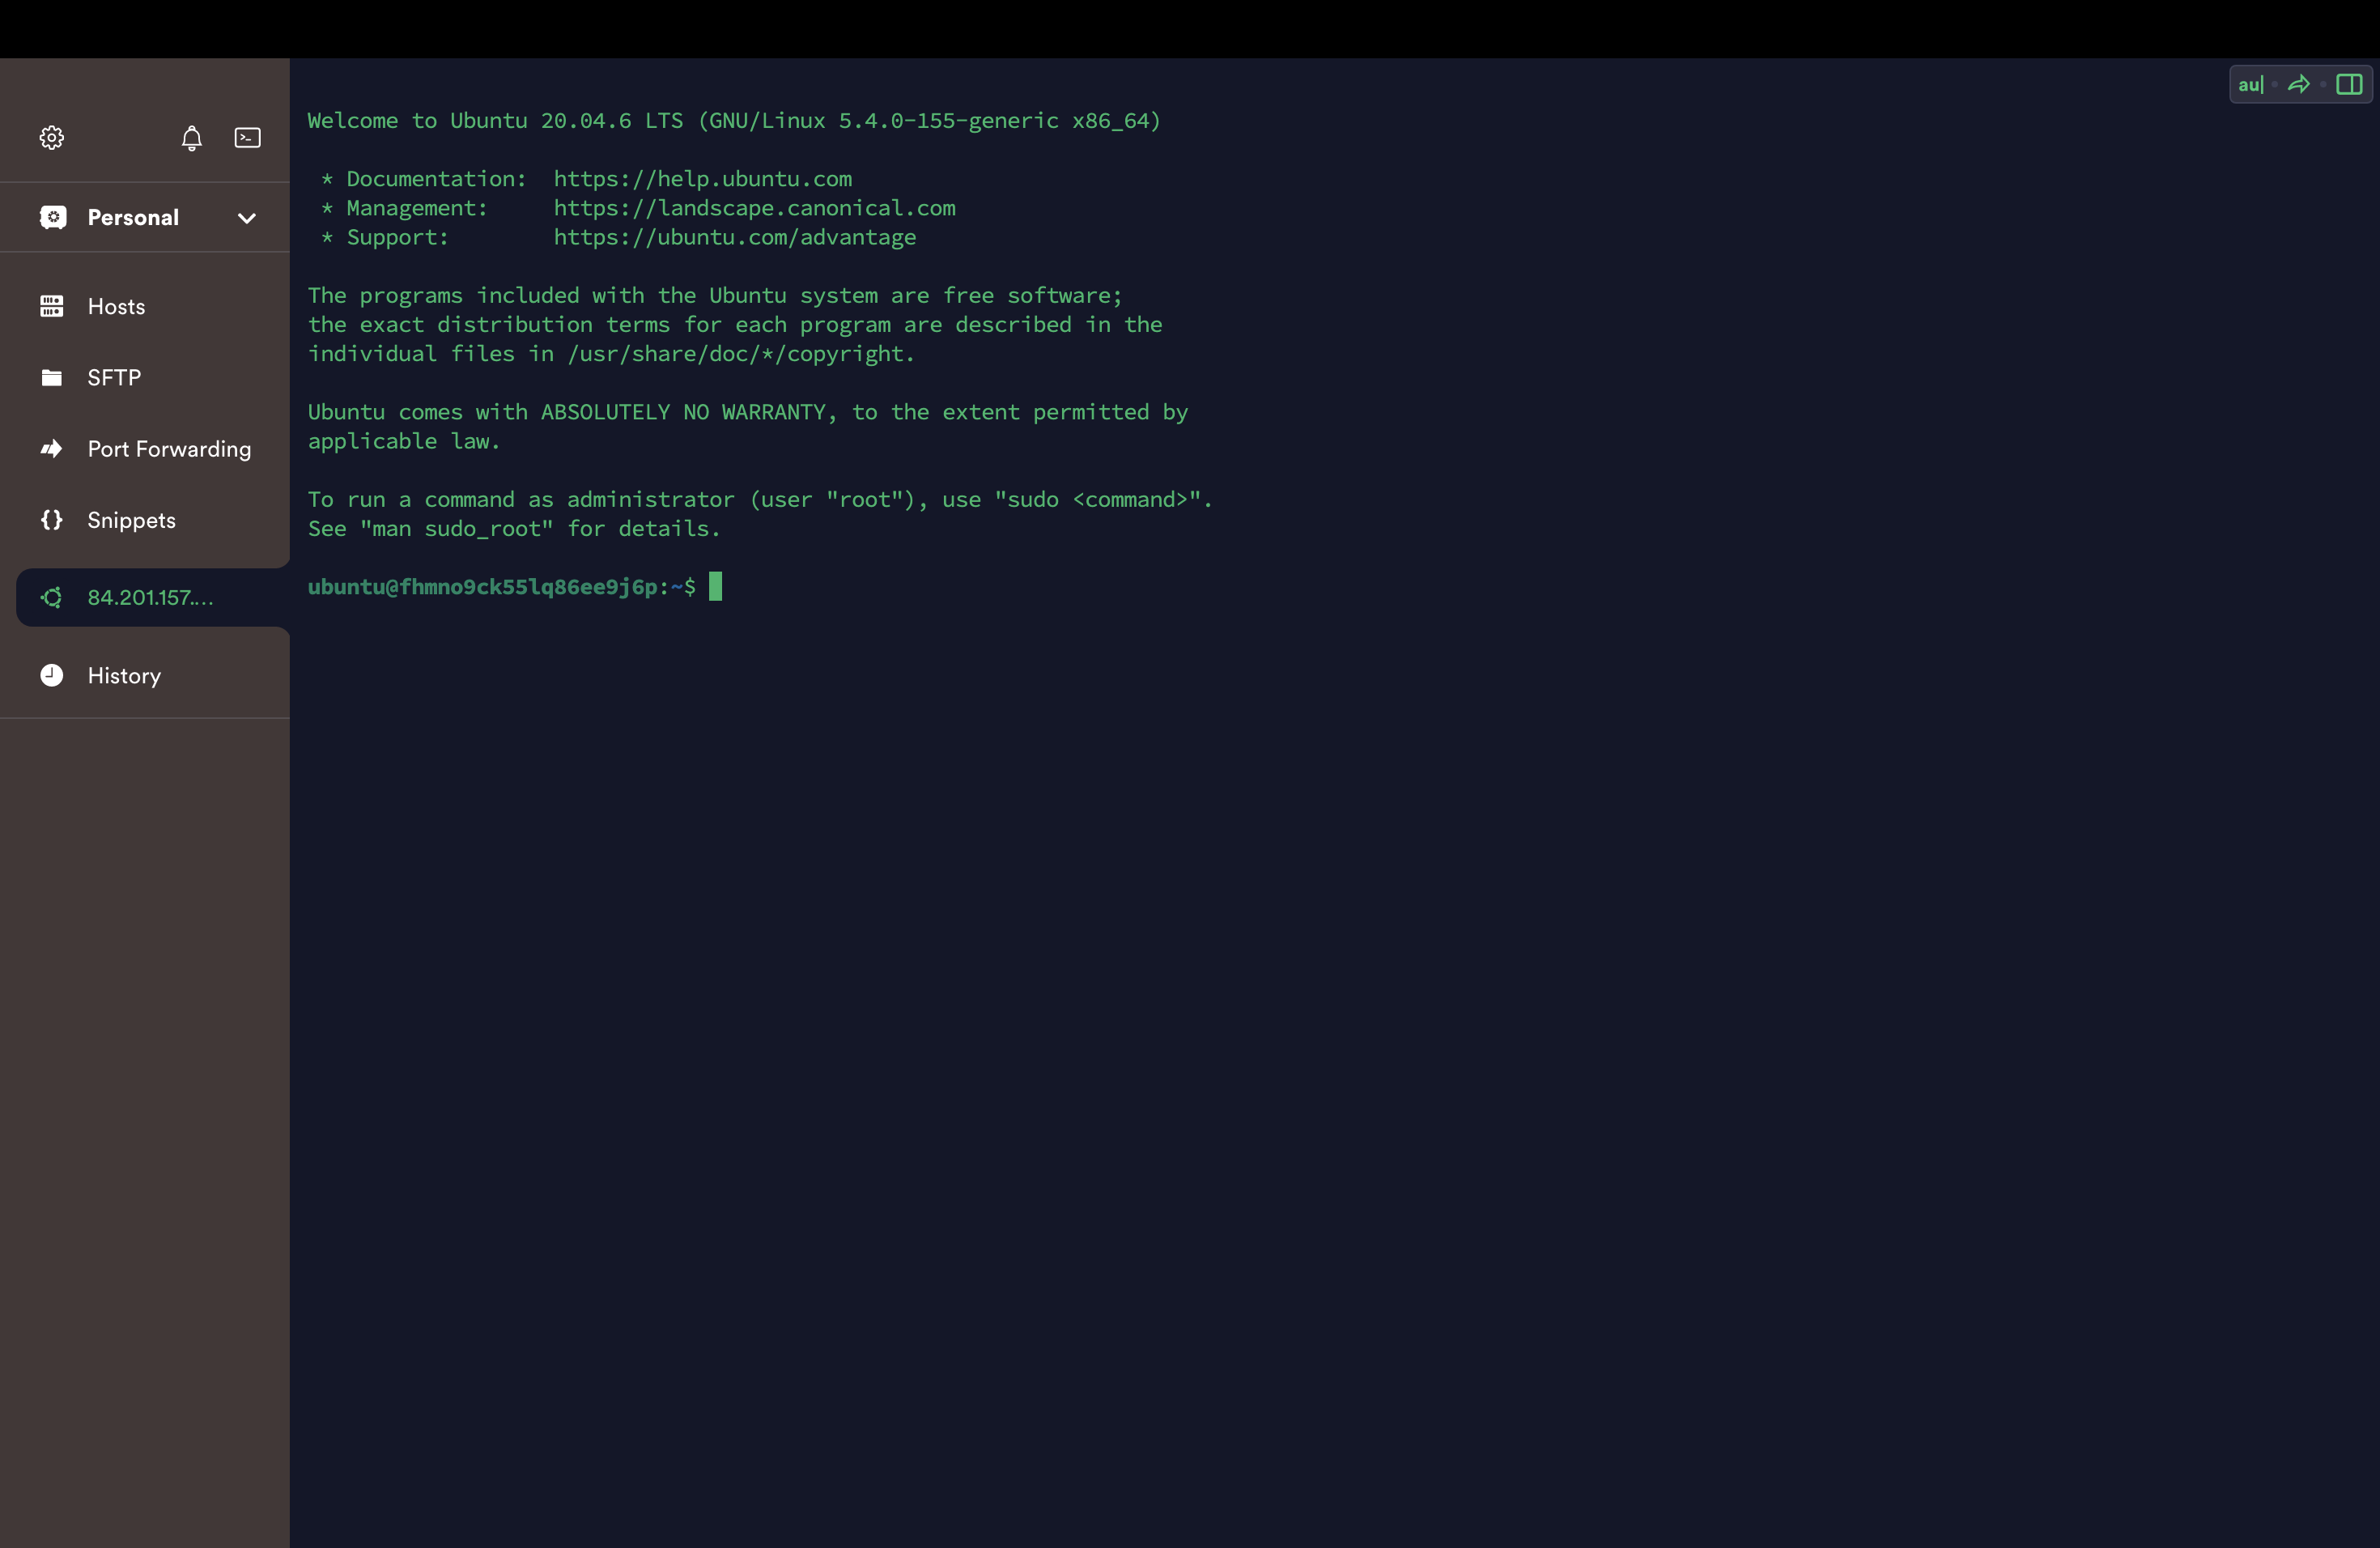 Personal
Hosts
SFTP
Port Forwarding
Snippets
84.201.157....
History
au|
Welcome to Ubuntu 20.04.6 LTS (GNU/Linux 5.4.0-155-generic x86_64)
* Documentation:  https://help.ubuntu.com
* Management:     https://landscape.canonical.com
* Support:        https://ubuntu.com/advantage
The programs included with the Ubuntu system are free software;
the exact distribution terms for each program are described in the
individual files in /usr/share/doc/*/copyright.
Ubuntu comes with ABSOLUTELY NO WARRANTY, to the extent permitted by
applicable law.
To run a command as administrator (user "root"), use "sudo <command>".
See "man sudo_root" for details.
ubuntu@fhmno9ck55lq86ee9j6p:~$